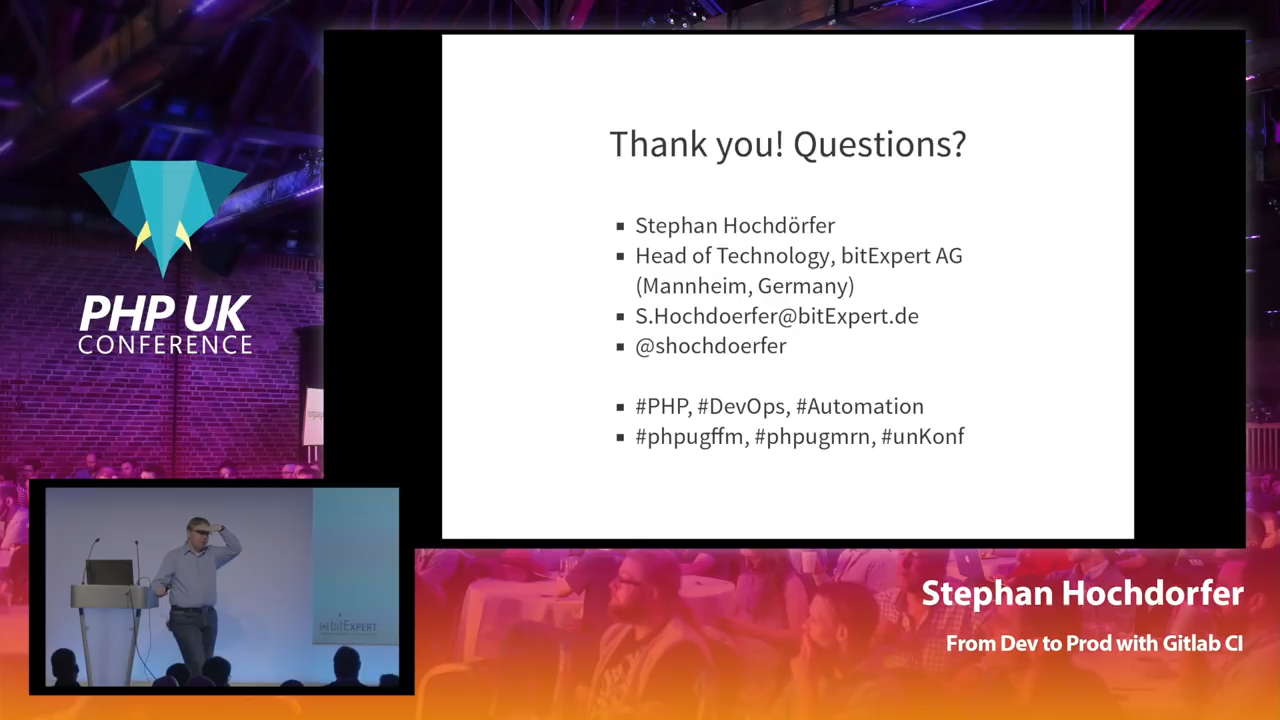 PHP UK
CONFERENCE
Thank you! Questions?
Stephan Hochdörfer
Head of Technology, bitExpert AG
(Mannheim, Germany)
S.Hochdoerfer@bitExpert.de
@shochdoerfer
#PHP, #DevOps, #Automation
#phpugffm, #phpugmrn, #unKonf
bitExpert
Stephan Hochdorfer
From Dev to Prod with Gitlab CI